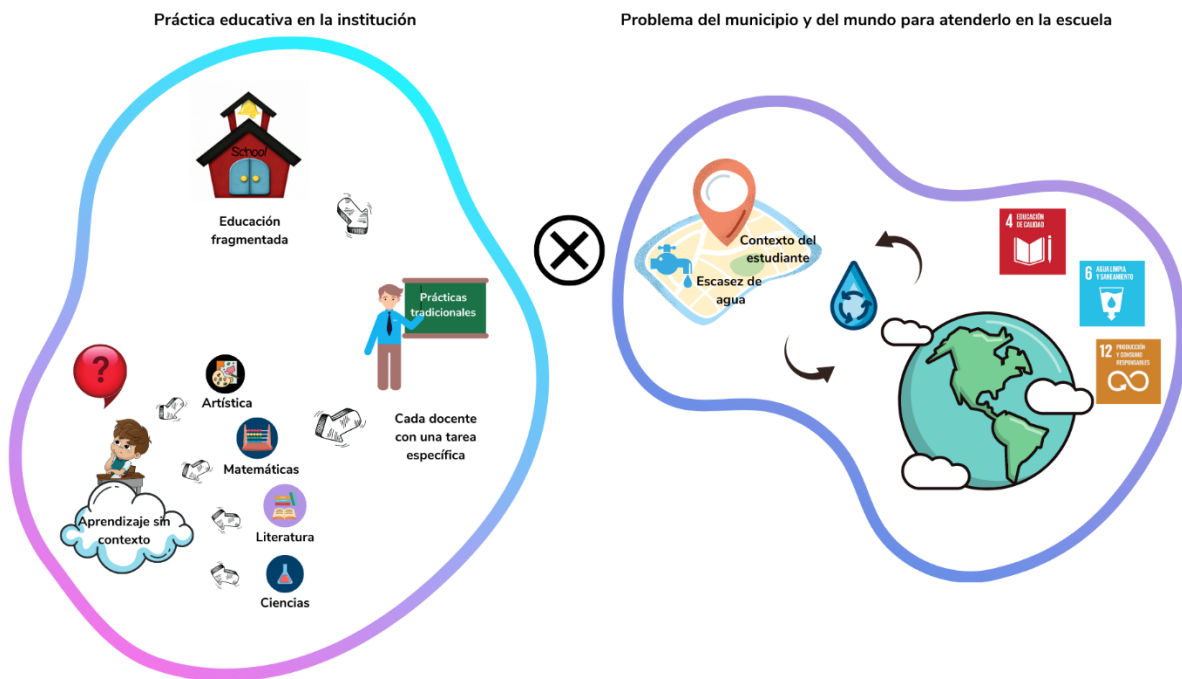 Práctica educativa en la institución
Problema del municipio y del mundo para atenderlo en la escuela
School
Educación
fragmentada
Prácticas
tradicionales
Cada docente
con una tarea
específica
?
Artística
Matemáticas
Literatura
Ciencias
Aprendizaje sin
contexto
Contexto del
estudiante
Escasez de
agua
4 EDUCACIÓN
DE CALIDAD
6 AGUA LIMPIA
Y SANEAMIENTO
12 PRODUCCIÓN
Y CONSUMO
RESPONSABLES